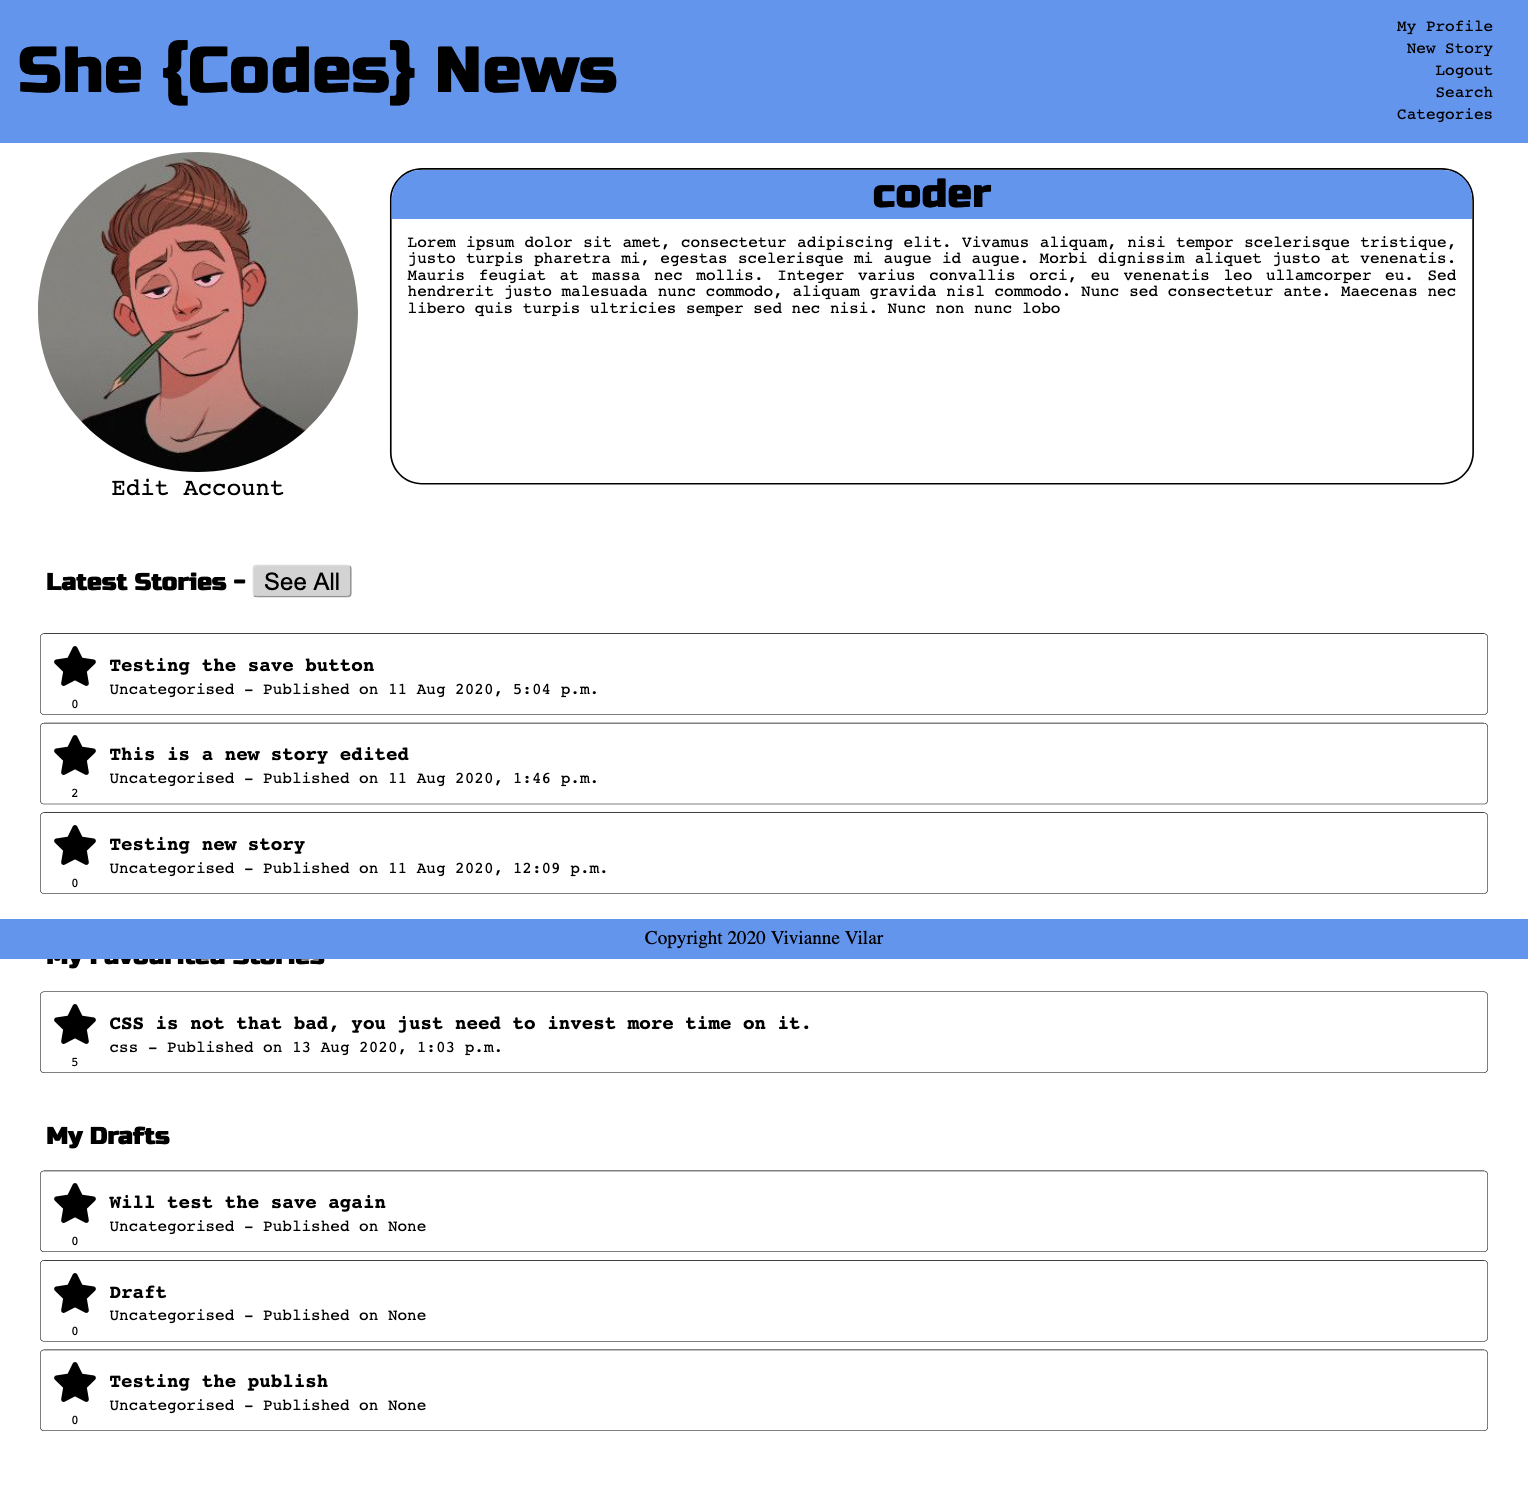 She {Codes} News
My Profile
New Story
Logout
Search
Categories
coder
Lorem ipsum dolor sit amet, consectetur adipiscing elit. Vivamus aliquam, nisi tempor scelerisque tristique,
justo turpis pharetra mi, egestas scelerisque mi augue id augue. Morbi dignissim aliquet justo at venenatis.
Mauris feugiat at massa nec mollis. Integer varius convallis orci, eu venenatis leo ullamcorper eu. Sed
hendrerit justo malesuada nunc commodo, aliquam gravida nisl commodo. Nunc sed consectetur ante. Maecenas nec
libero quis turpis ultricies semper sed nec nisi. Nunc non nunc lobo
Edit Account
Latest Stories - See All
Testing the save button
Uncategorised - Published on 11 Aug 2020, 5:04 p.m.
0
This is a new story edited
Uncategorised - Published on 11 Aug 2020, 1:46 p.m.
2
Testing new story
Uncategorised - Published on 11 Aug 2020, 12:09 p.m.
0
Copyright 2020 Vivianne Vilar
My Favourited Stories
CSS is not that bad, you just need to invest more time on it.
css - Published on 13 Aug 2020, 1:03 p.m.
5
My Drafts
Will test the save again
Uncategorised - Published on None
0
Draft
Uncategorised - Published on None
0
Testing the publish
Uncategorised - Published on None
0